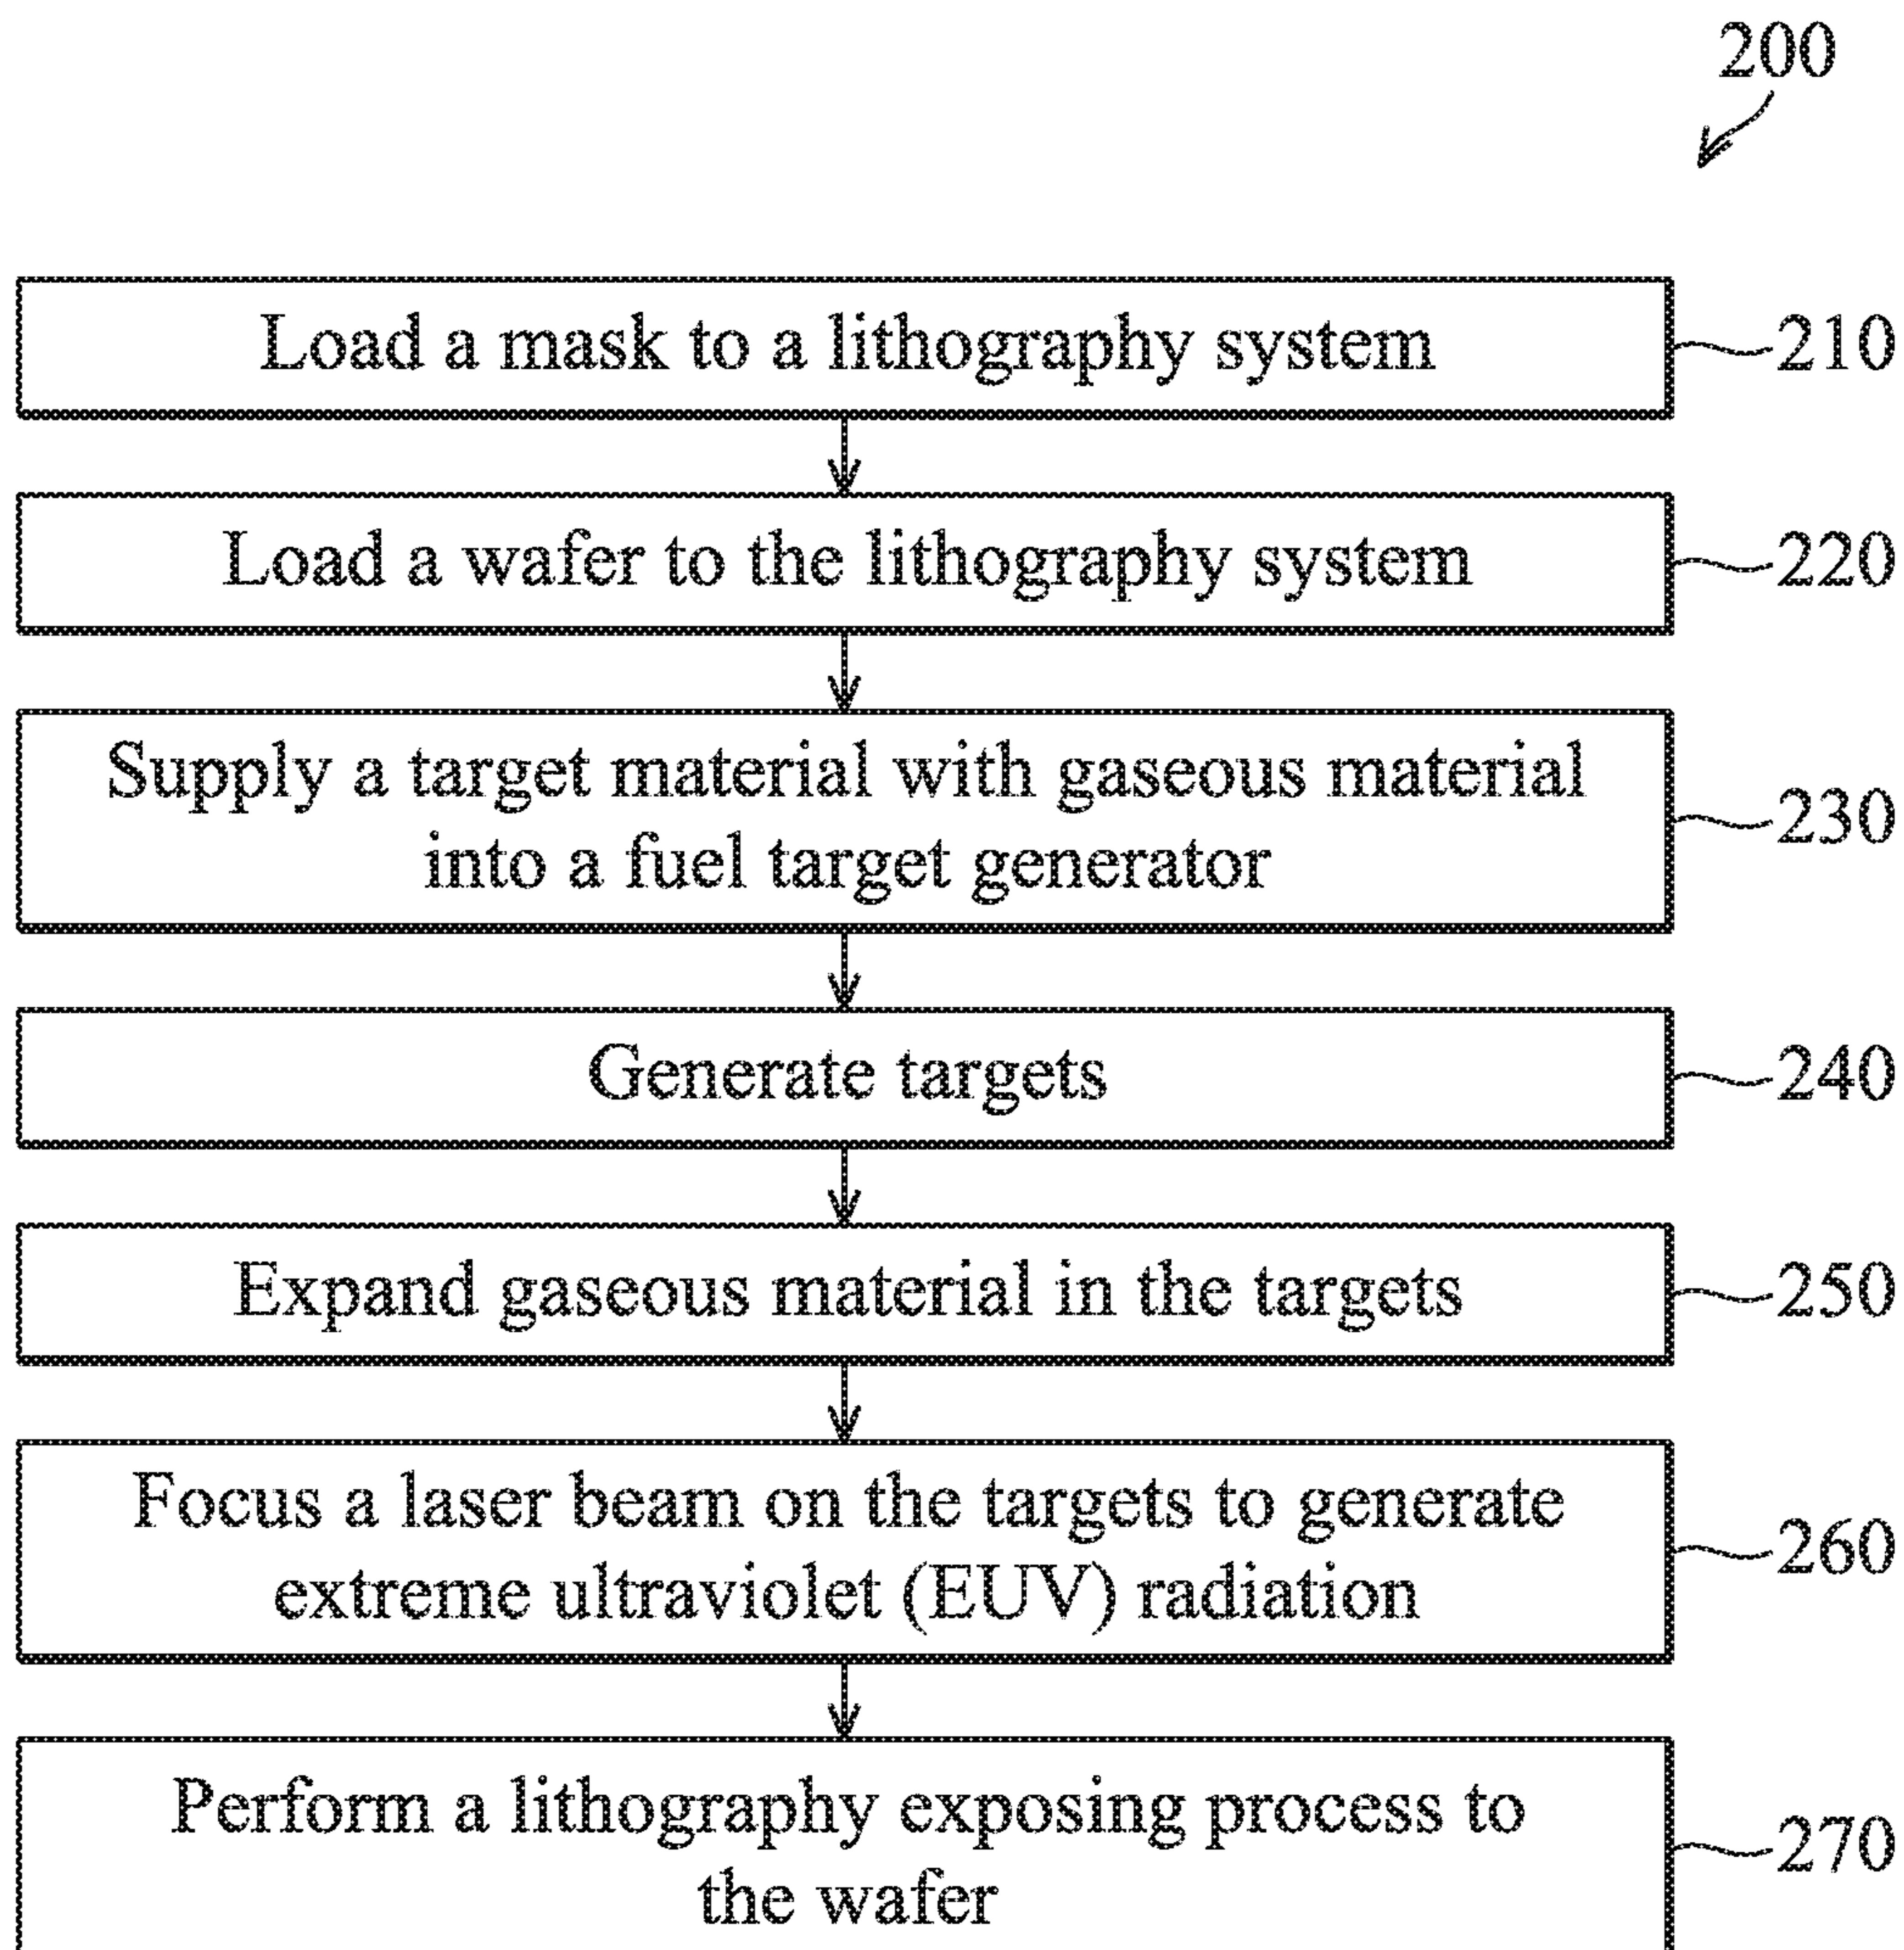 200
Load a mask to a lithography system
210
Load a wafer to the lithography system
220
Supply a target material with gaseous material
into a fuel target generator
230
Generate targets
240
Expand gaseous material in the targets
250
Focus a laser beam on the targets to generate
extreme ultraviolet (EUV) radiation
260
Perform a lithography exposing process to
the wafer
270